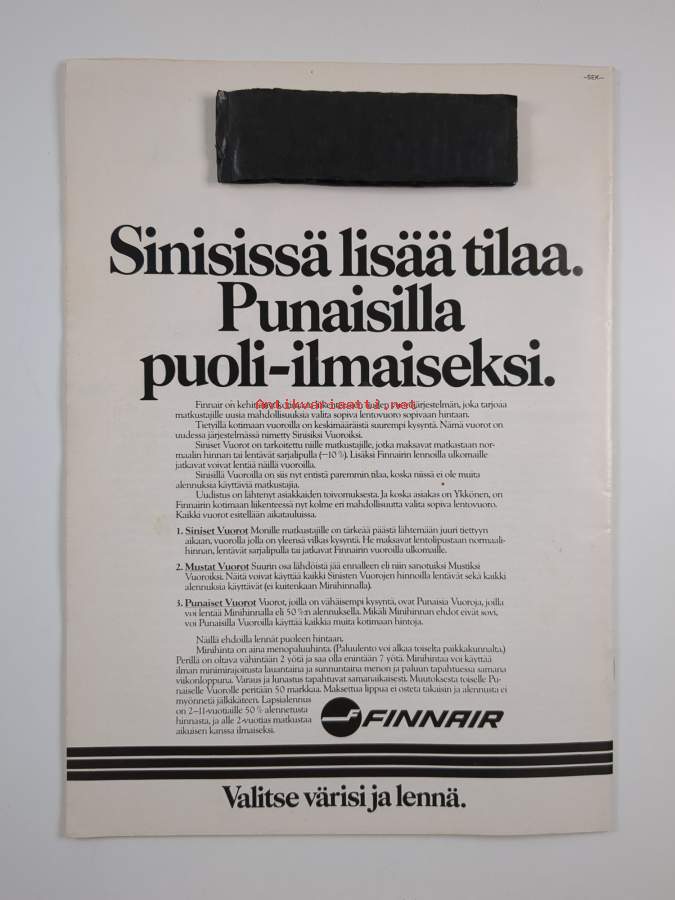 –SEK–
Sinisissä lisää tilaa.
Punaisilla
puoli-ilmaiseksi.
Antikvariaatti.net
Finnair on järjestelmän, joka tarjoaa
matkustajille uusia mahdollisuuksia valita sopiva lentovuoro sopivaan hintaan.
Tietyillä kotimaan vuoroilla on keskimääräistä suurempi kysyntä. Nämä vuorot on
uudessa järjestelmässä nimetty Sinisiksi Vuoroiksi.
Siniset Vuorot on tarkoitettu niille matkustajille, jotka maksavat matkastaan nor-
maalin hinnan tai lentävät sarjalipulla (–10 %). Lisäksi Finnairin lennoilla ulkomaille
jatkavat voivat lentää näillä vuoroilla.
Sinisillä Vuoroilla on siis nyt entistä paremmin tilaa, koska niissä ei ole muita
alennuksia käyttäviä matkustajia.
Uudistus on lähtenyt asiakkaiden toivomuksesta. Ja koska asiakas on Ykkönen, on
Finnairin kotimaan liikenteessä nyt kolme eri mahdollisuutta valita sopiva lentovuoro.
Kaikki vuorot esitellään aikatauluissa.
1. Siniset Vuorot Monille matkustajille on tärkeää päästä lähtemään juuri tiettyyn
aikaan, vuorolla jolla on yleensä vilkas kysyntä. He maksavat lentolipustaan normaali-
hinnan, lentävät sarjalipulla tai jatkavat Finnairin vuoroilla ulkomaille.
2. Mustat Vuorot Suurin osa lähdöistä jää ennalleen eli niin sanotuiksi Mustiksi
Vuoroiksi. Näitä voivat käyttää kaikki Sinisten Vuorojen hinnoilla lentävät sekä kaikki
alennuksia käyttävät (ei kuitenkaan Minihinnalla).
3. Punaiset Vuorot Vuorot, joilla on vähäisempi kysyntä, ovat Punaisia Vuoroja, joilla
voi lentää Minihinnalla eli 50 %:n alennuksella. Mikäli Minihinnan ehdot eivät sovi,
voi Punaisilla Vuoroilla käyttää kaikkia muita kotimaan hintoja.
Näillä ehdoilla lennät puoleen hintaan.
Minihinta on aina menopaluuhinta. (Paluulento voi alkaa toiselta paikkakunnalta.)
Perillä on oltava vähintään 2 yötä ja saa olla enintään 7 yötä. Minihintaa voi käyttää
ilman minimirajoitusta lauantaina ja sunnuntaina menon ja paluun tapahtuessa samana
viikonloppuna. Varaus ja lunastus tapahtuvat samanaikaisesti. Muutoksesta toiselle Pu-
naiselle Vuorolle peritään 50 markkaa. Maksettua lippua ei osteta takaisin ja alennusta ei
myönnetä jälkikäteen. Lapsialennus
on 2–11-vuotiaille 50 % alennetusta
hinnasta, ja alle 2-vuotias matkustaa
aikuisen kanssa ilmaiseksi.
FINNAIR
Valitse värisi ja lennä.